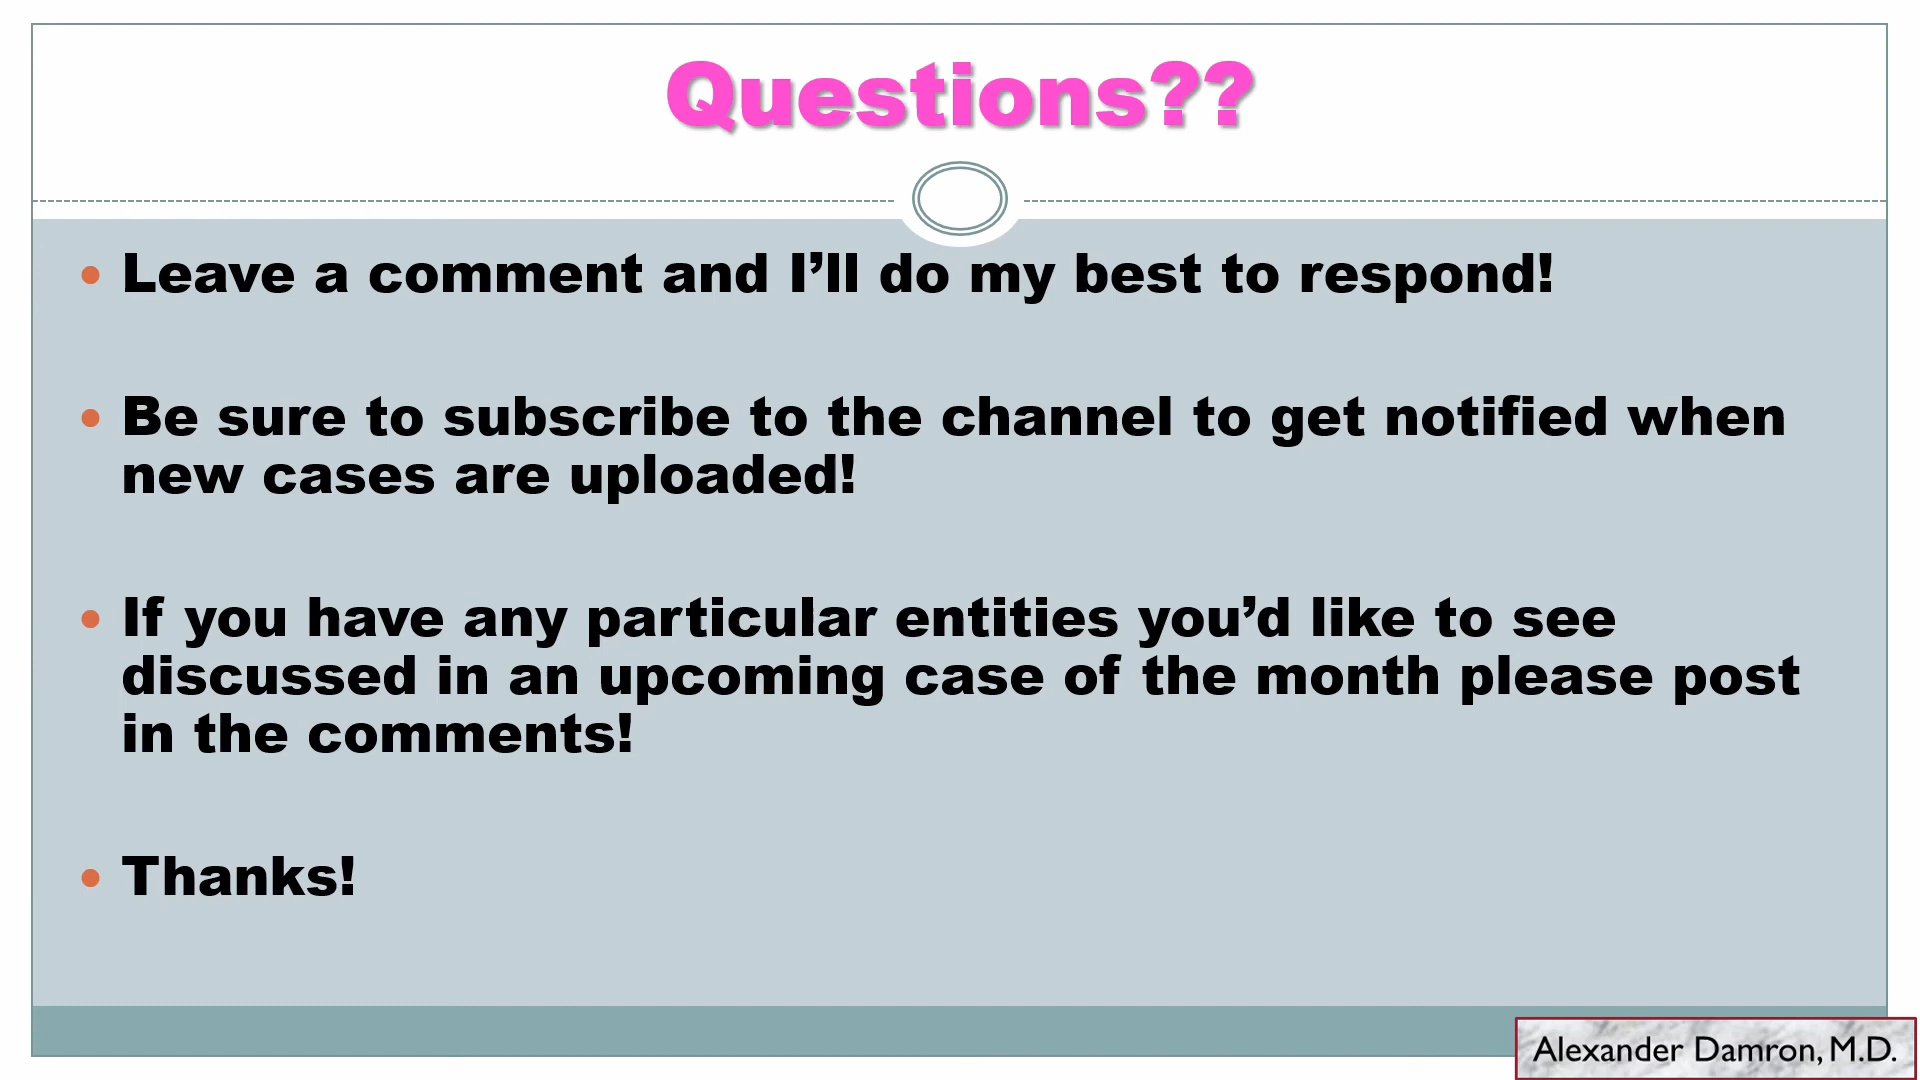 Questions??
Leave a comment and I’ll do my best to respond!
Be sure to subscribe to the channel to get notified when
new cases are uploaded!
If you have any particular entities you’d like to see
discussed in an upcoming case of the month please post
in the comments!
Thanks!
Alexander Damron, M.D.